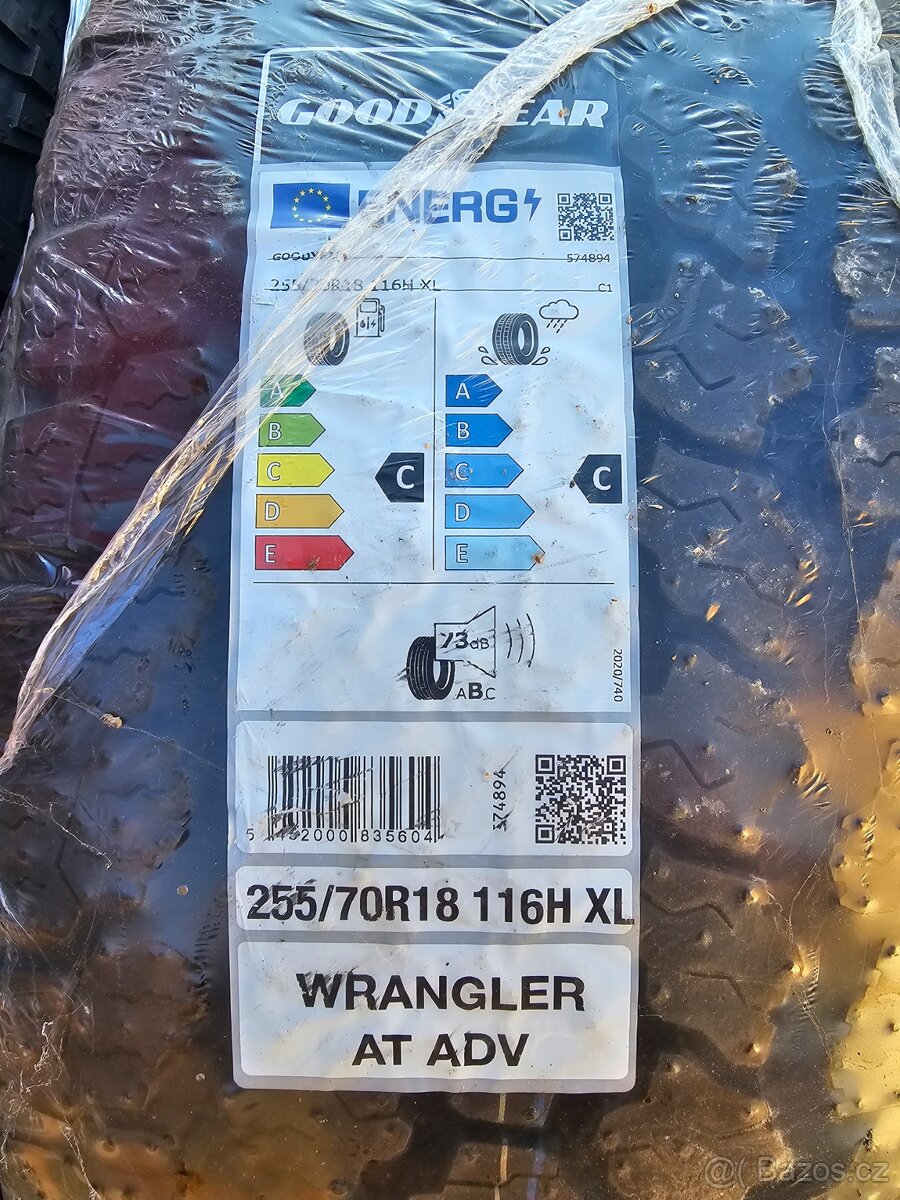 GOODYEAR
ENERG
574894
255/70R18 116H XL
C1
A
A
B
B
C
C
C
C
D
D
E
E
73dB
ABC
2020/740
574894
255/70R18 116H XL
WRANGLER
AT ADV
@( Bazos.cz